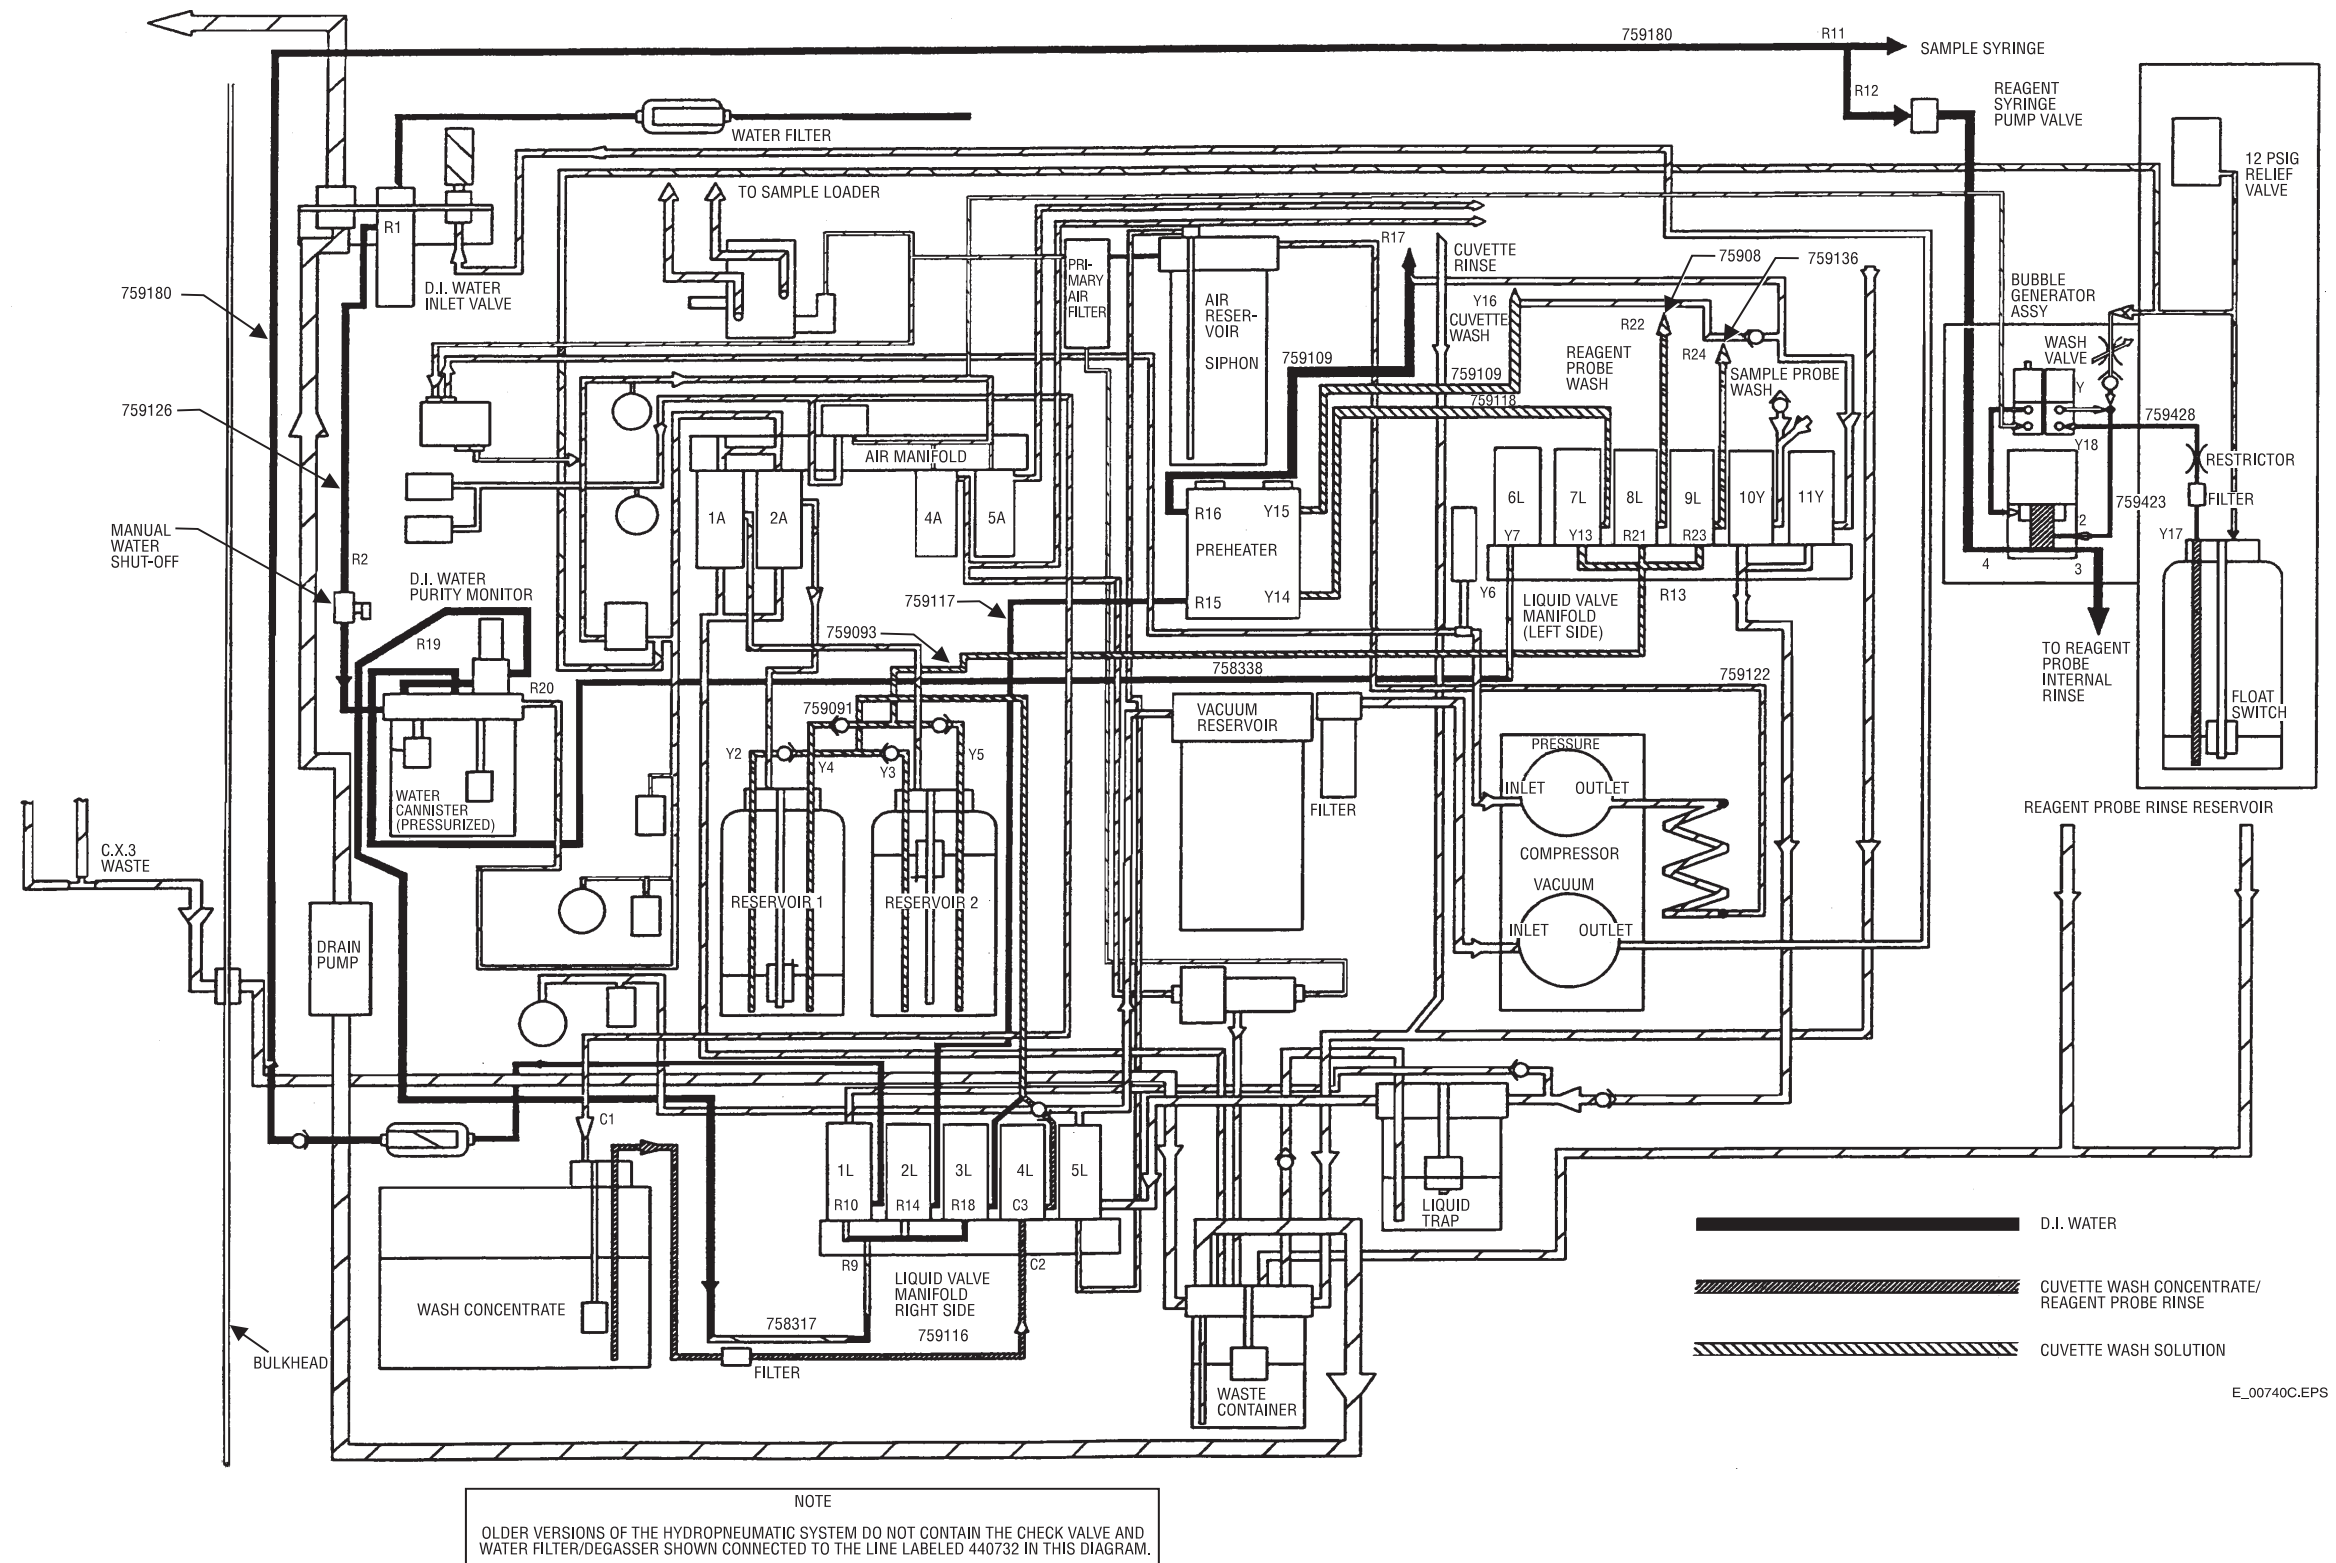 759180
R11
SAMPLE SYRINGE
R12
REAGENT
SYRINGE
PUMP VALVE
WATER FILTER
12 PSIG
RELIEF
VALVE
TO SAMPLE LOADER
R1
D.I. WATER
INLET VALVE
759180
PRI-
MARY
AIR
FILTER
AIR
RESER-
VOIR
SIPHON
R17
CUVETTE
RINSE
75908
759136
Y16
CUVETTE
WASH
R22
R24
REAGENT
PROBE
WASH
SAMPLE PROBE
WASH
BUBBLE
GENERATOR
ASSY
WASH
VALVE
Y
759428
Y18
RESTRICTOR
FILTER
759423
2
Y17
4
3
759109
759109
759118
759126
AIR MANIFOLD
1A
2A
4A
5A
R16
Y15
PREHEATER
R15
Y14
6L
7L
8L
9L
10Y
11Y
Y7
Y13
R21
R23
Y6
R13
LIQUID VALVE
MANIFOLD
(LEFT SIDE)
MANUAL
WATER
SHUT-OFF
R2
D.I. WATER
PURITY MONITOR
R19
R20
759117
759093
758338
759122
TO REAGENT
PROBE
INTERNAL
RINSE
FLOAT
SWITCH
759091
Y2
Y4
Y3
Y5
VACUUM
RESERVOIR
FILTER
PRESSURE
INLET
OUTLET
COMPRESSOR
VACUUM
INLET
OUTLET
WATER
CANNISTER
(PRESSURIZED)
REAGENT PROBE RINSE RESERVOIR
C.X.3
WASTE
RESERVOIR 1
RESERVOIR 2
DRAIN
PUMP
C1
1L
2L
3L
4L
5L
R10
R14
R18
C3
R9
C2
LIQUID VALVE
MANIFOLD
RIGHT SIDE
LIQUID
TRAP
WASH CONCENTRATE
758317
759116
FILTER
BULKHEAD
WASTE
CONTAINER
D.I. WATER
CUVETTE WASH CONCENTRATE/
REAGENT PROBE RINSE
CUVETTE WASH SOLUTION
E_00740C.EPS
NOTE
OLDER VERSIONS OF THE HYDROPNEUMATIC SYSTEM DO NOT CONTAIN THE CHECK VALVE AND
WATER FILTER/DEGASSER SHOWN CONNECTED TO THE LINE LABELED 440732 IN THIS DIAGRAM.